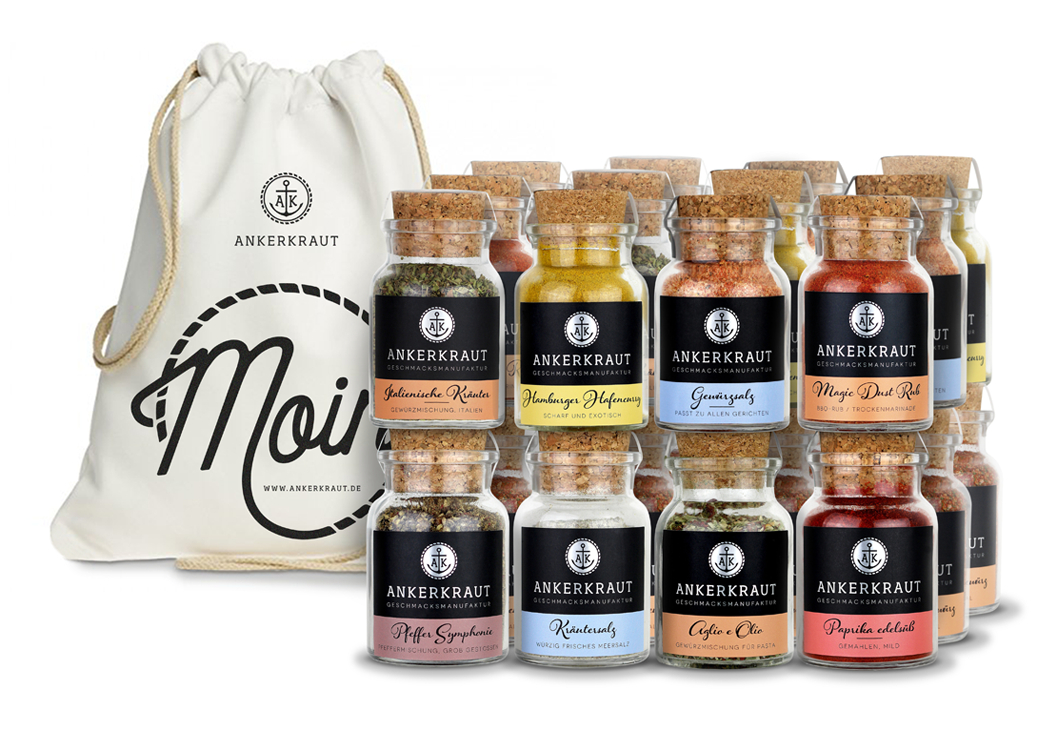 AK
ANKERKRAUT
Moin
WWW.ANKERKRAUT.DE
AK
ANKERKRAUT
GESCHMACKSMANUFAKTUR
Italienische Kräuter
GEWÜRZMISCHUNG, ITALIEN
AK
ANKERKRAUT
GESCHMACKSMANUFAKTUR
Hamburger Hafencurry
SCHARF UND EXOTISCH
AK
ANKERKRAUT
GESCHMACKSMANUFAKTUR
Gewürzsalz
PASST ZU ALLEN GERICHTEN
AK
ANKERKRAUT
GESCHMACKSMANUFAKTUR
Magic Dust Rub
BBQ-RUB / TROCKENMARINADE
AK
ANKERKRAUT
GESCHMACKSMANUFAKTUR
Pfeffer Symphonie
PFEFFERMISCHUNG, GROB GESTOSSEN
AK
ANKERKRAUT
GESCHMACKSMANUFAKTUR
Kräutersalz
WÜRZIG FRISCHES MEERSALZ
AK
ANKERKRAUT
GESCHMACKSMANUFAKTUR
Aglio e Olio
GEWÜRZMISCHUNG FÜR PASTA
AK
ANKERKRAUT
GESCHMACKSMANUFAKTUR
Paprika edelsüß
GEMAHLEN, MILD